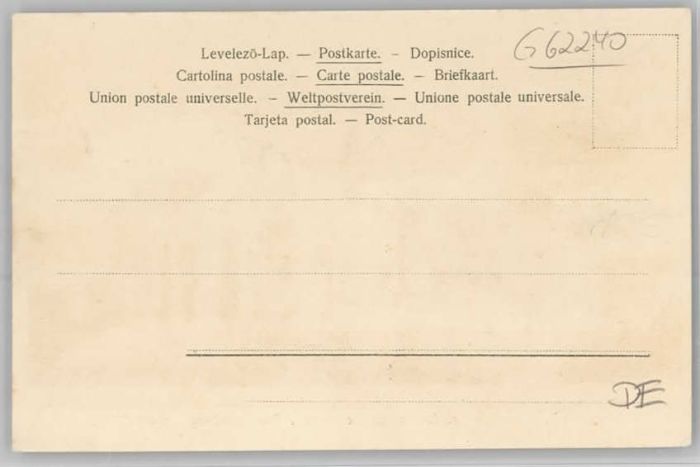 Levelezō-Lap. — Postkarte. – Dopisnice.
Cartolina postale. — Carte postale. — Briefkaart.
Union postale universelle. – Weltpostverein. — Unione postale universale.
Tarjeta postal. — Post-card.
G62240
DE